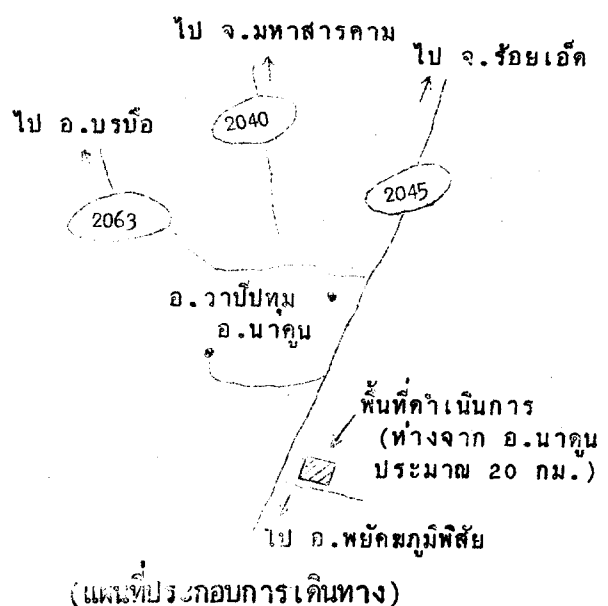 ไป จ.มหาสารคาม
ไป จ.ร้อยเอ็ด
ไป อ.บรบือ
2040
2045
2063
อ.วาปีปทุม
อ.นาดูน
พื้นที่ดำเนินการ
(ห่างจาก อ.นาดูน
ประมาณ 20 กม.)
ไป อ.พยัคฆภูมิพิสัย
(แผนที่ประกอบการเดินทาง)